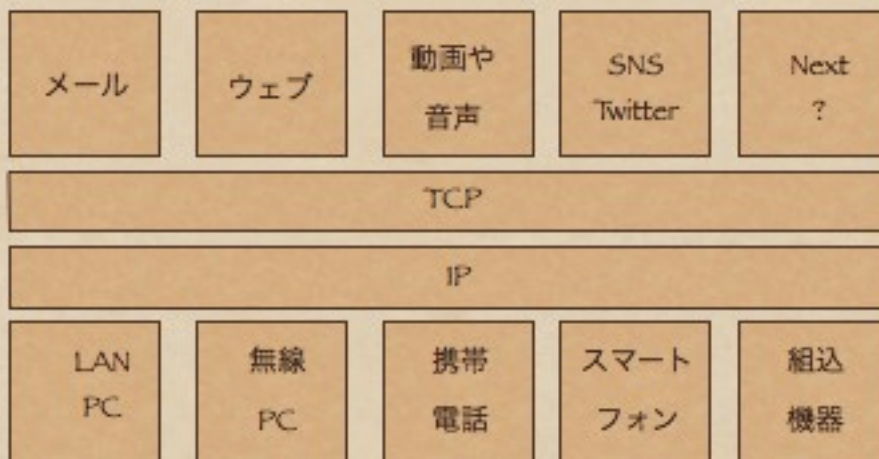 メール
ウェブ
動画や
音声
SNS
Twitter
Next
?
TCP
IP
LAN
PC
無線
PC
携帯
電話
スマート
フォン
組込
機器